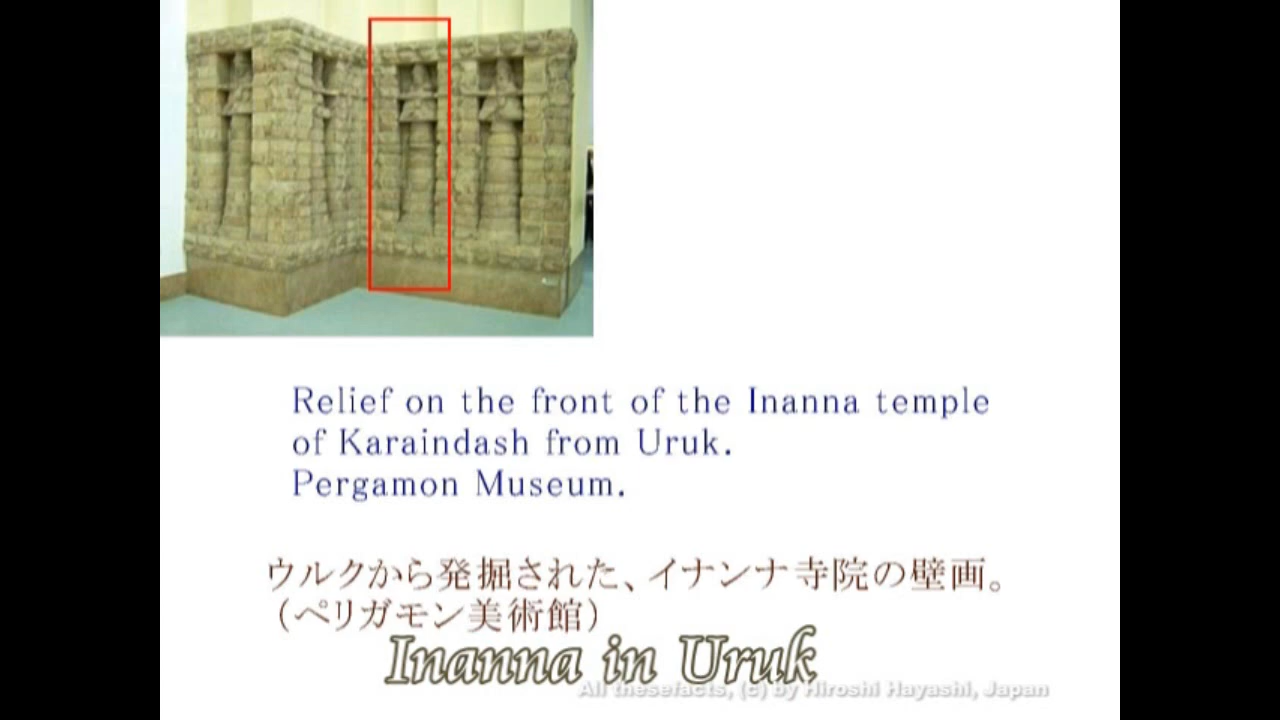 Relief on the front of the Inanna temple
of Karaindash from Uruk.
Pergamon Museum.
ウルクから発掘された、イナンナ寺院の壁画。
（ペリガモン美術館）
Inanna in Uruk
All thesefacts, (c) by Hiroshi Hayashi, Japan